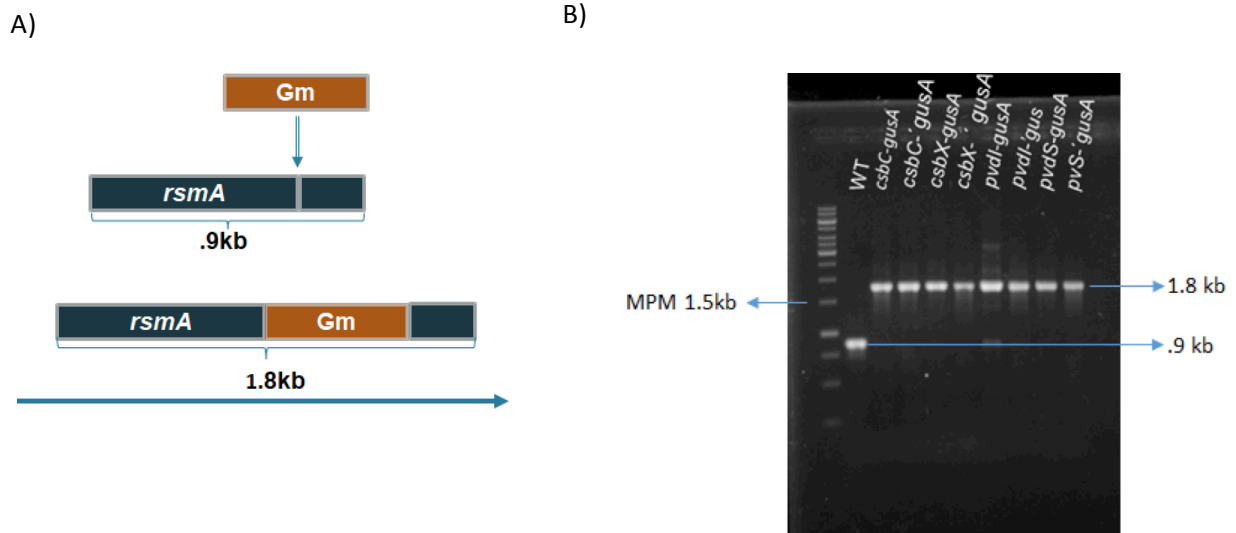 A)
Gm
rsmA
.9kb
rsmA
Gm
1.8kb
B)
WT
csbC-gusA
csbC-´gusA
csbX-gusA
csbX-´ gusA
pvdI-gusA
pvdI-´gus
pvdS-gusA
pvS-´gusA
MPM 1.5kb
1.8 kb
.9 kb